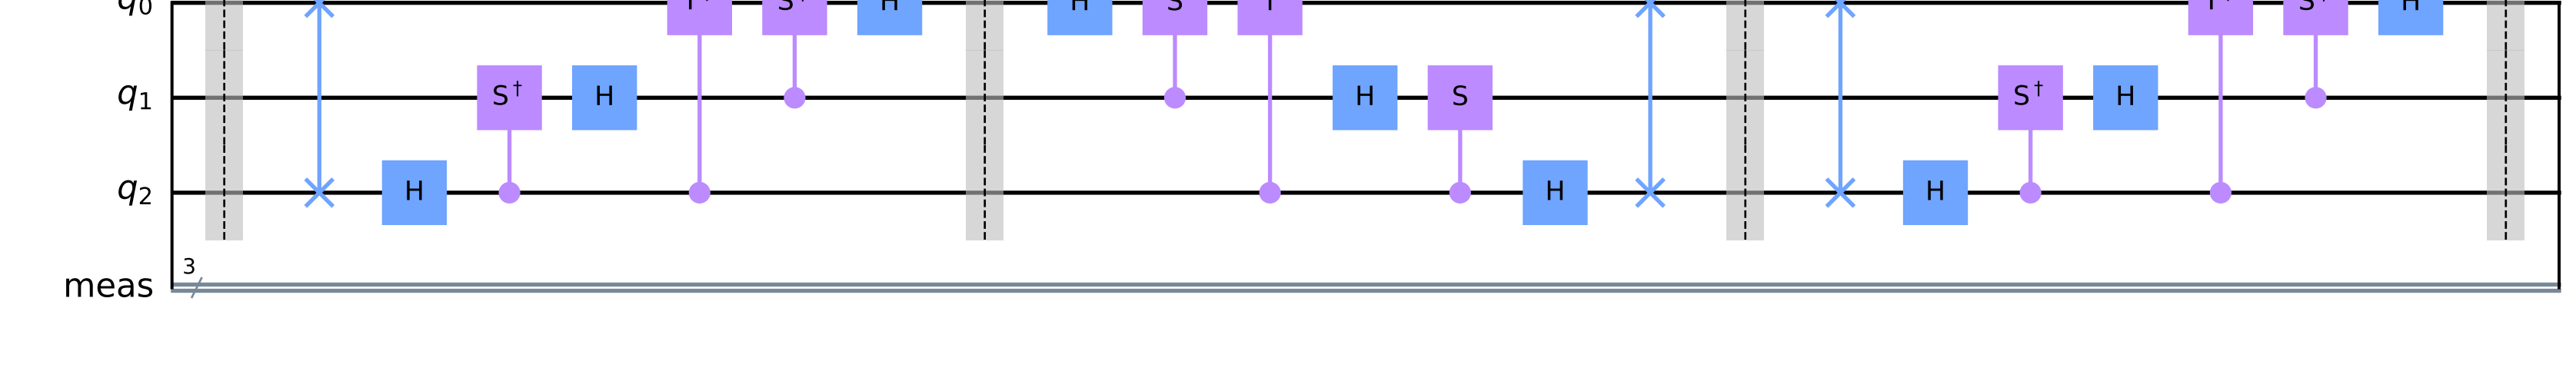 q0 H S H
q1 S† H H S S† H
q2 H H H
3
meas